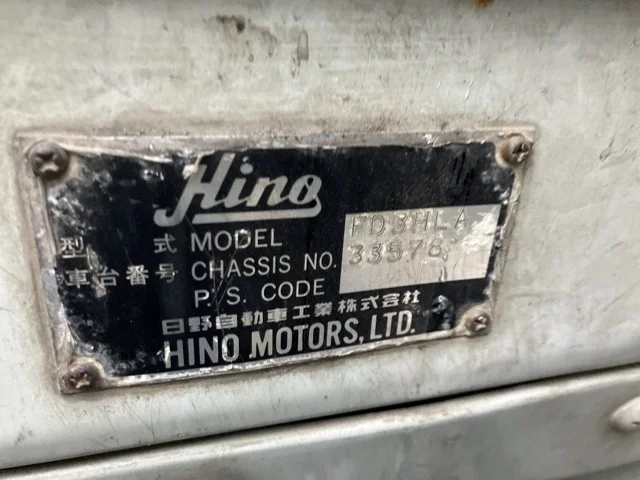 Hino
型式 MODEL FD3HLA
車台番号 CHASSIS NO. 33576
P. S. CODE
日野自動車工業株式会社
HINO MOTORS, LTD.